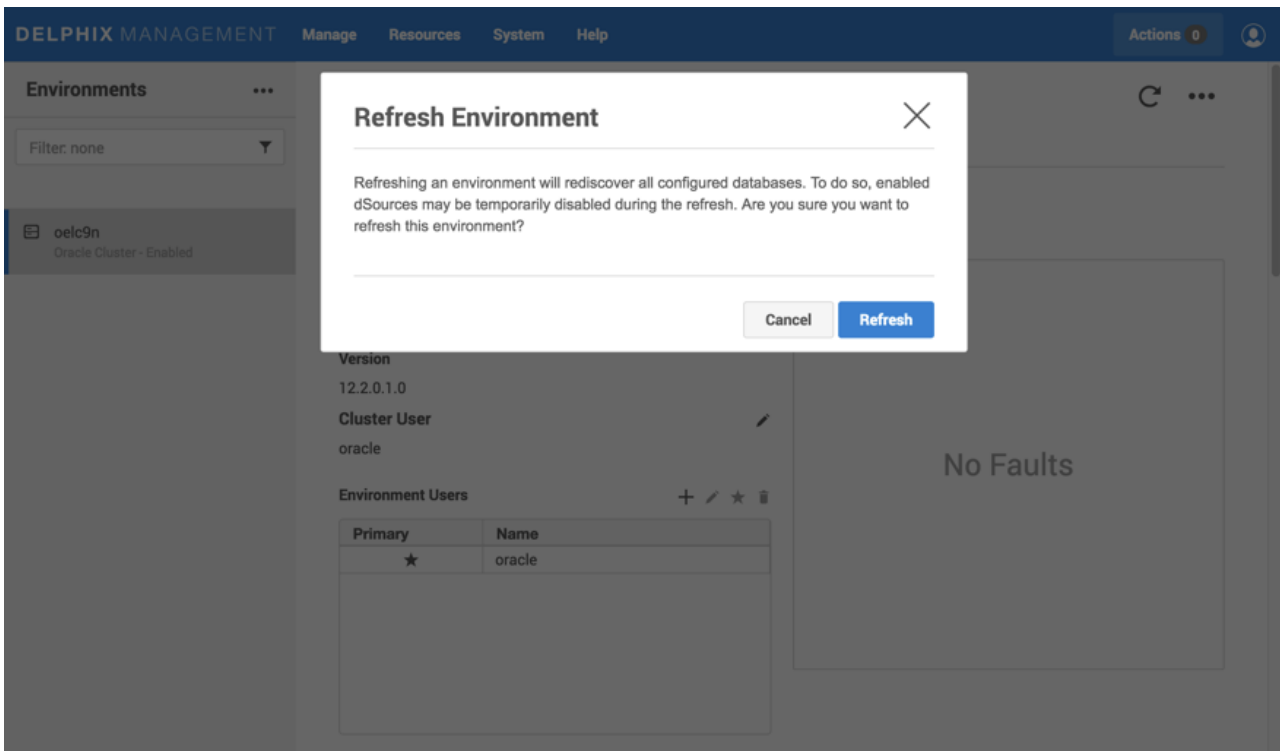 DELPHIX MANAGEMENT Manage Resources System Help Actions 0
Environments
Filter: none
oelc9n
Oracle Cluster - Enabled
Refresh Environment
Refreshing an environment will rediscover all configured databases. To do so, enabled
dSources may be temporarily disabled during the refresh. Are you sure you want to
refresh this environment?
Cancel Refresh
Version
12.2.0.1.0
Cluster User
oracle
Environment Users
Primary Name
★ oracle
No Faults